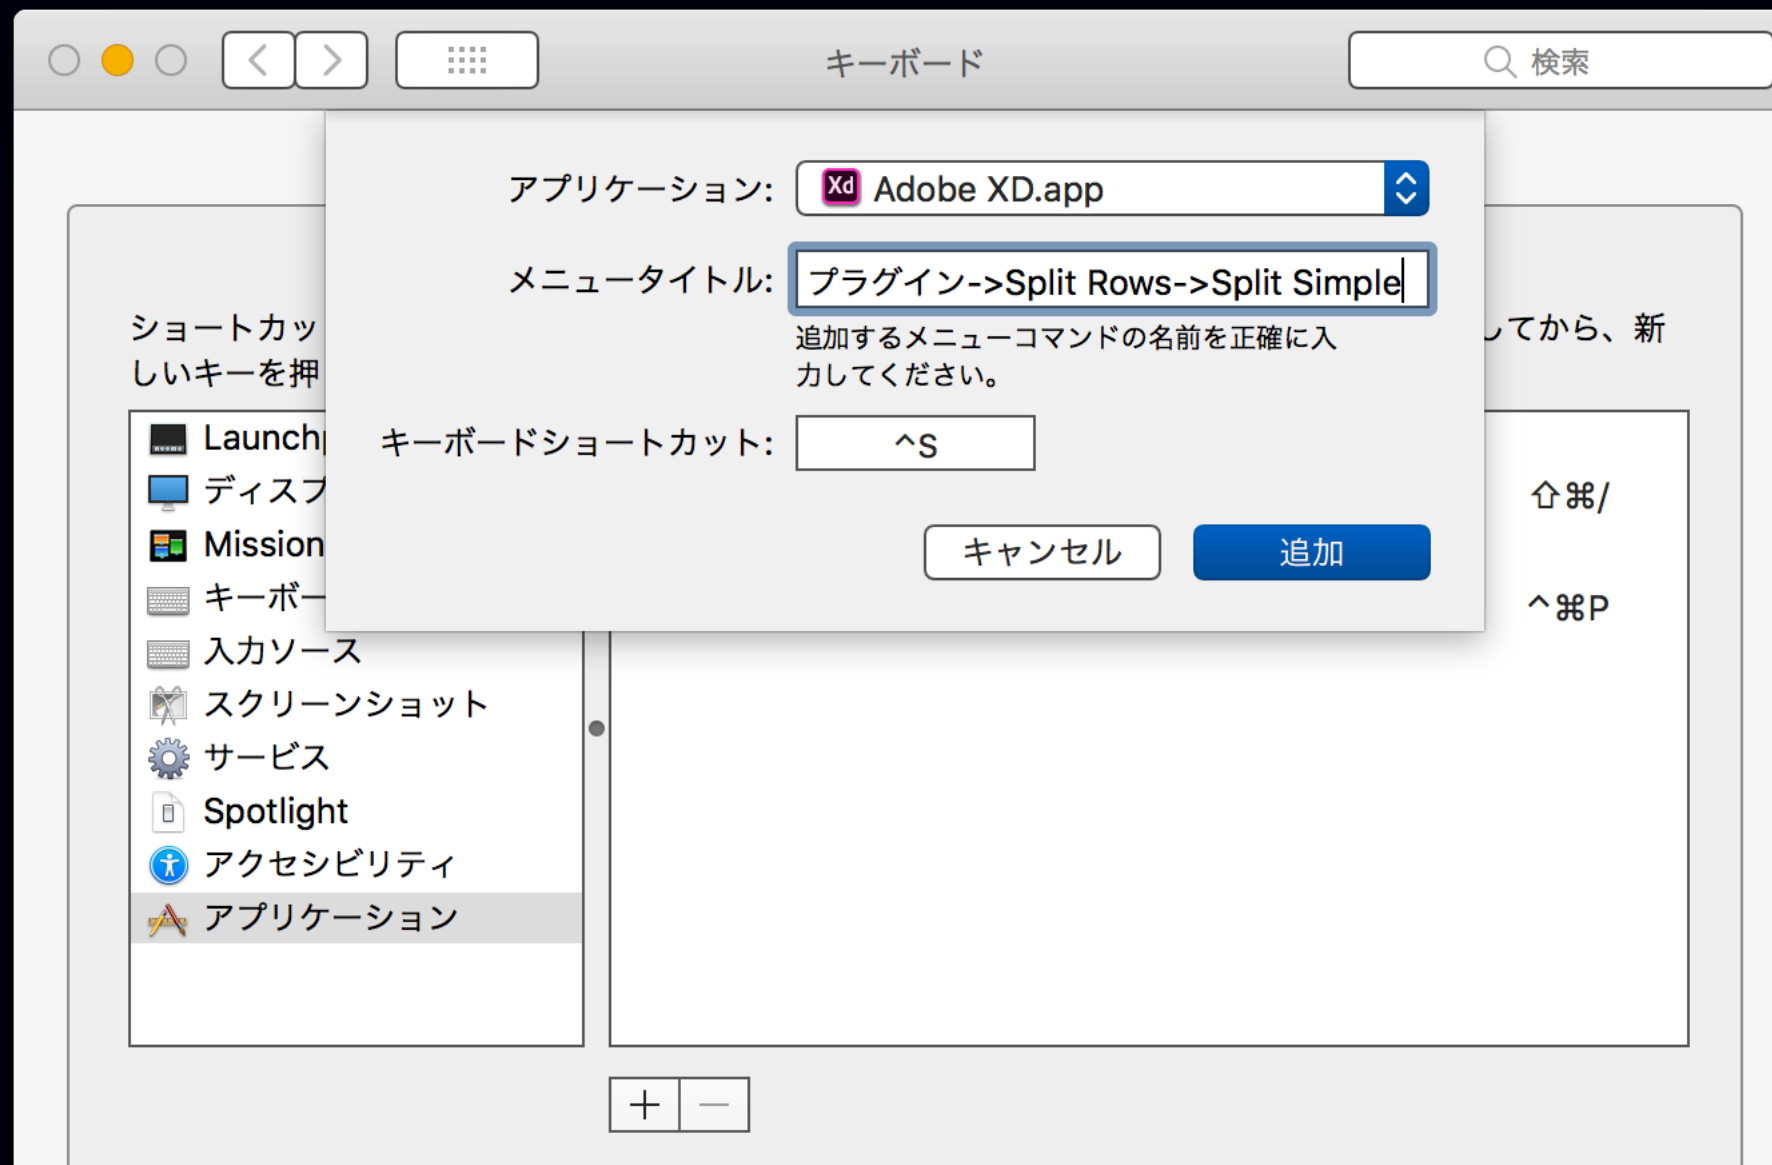 キーボード
検索
アプリケーション:
Xd Adobe XD.app
メニュータイトル:
プラグイン->Split Rows->Split Simple
追加するメニューコマンドの名前を正確に入
力してください。
キーボードショートカット:
^S
キャンセル
追加
ショートカッ
してから、新
しいキーを押
Launchp
ディスプ
Mission
キーボー
入力ソース
スクリーンショット
サービス
Spotlight
アクセシビリティ
アプリケーション
⇧⌘/
^⌘P